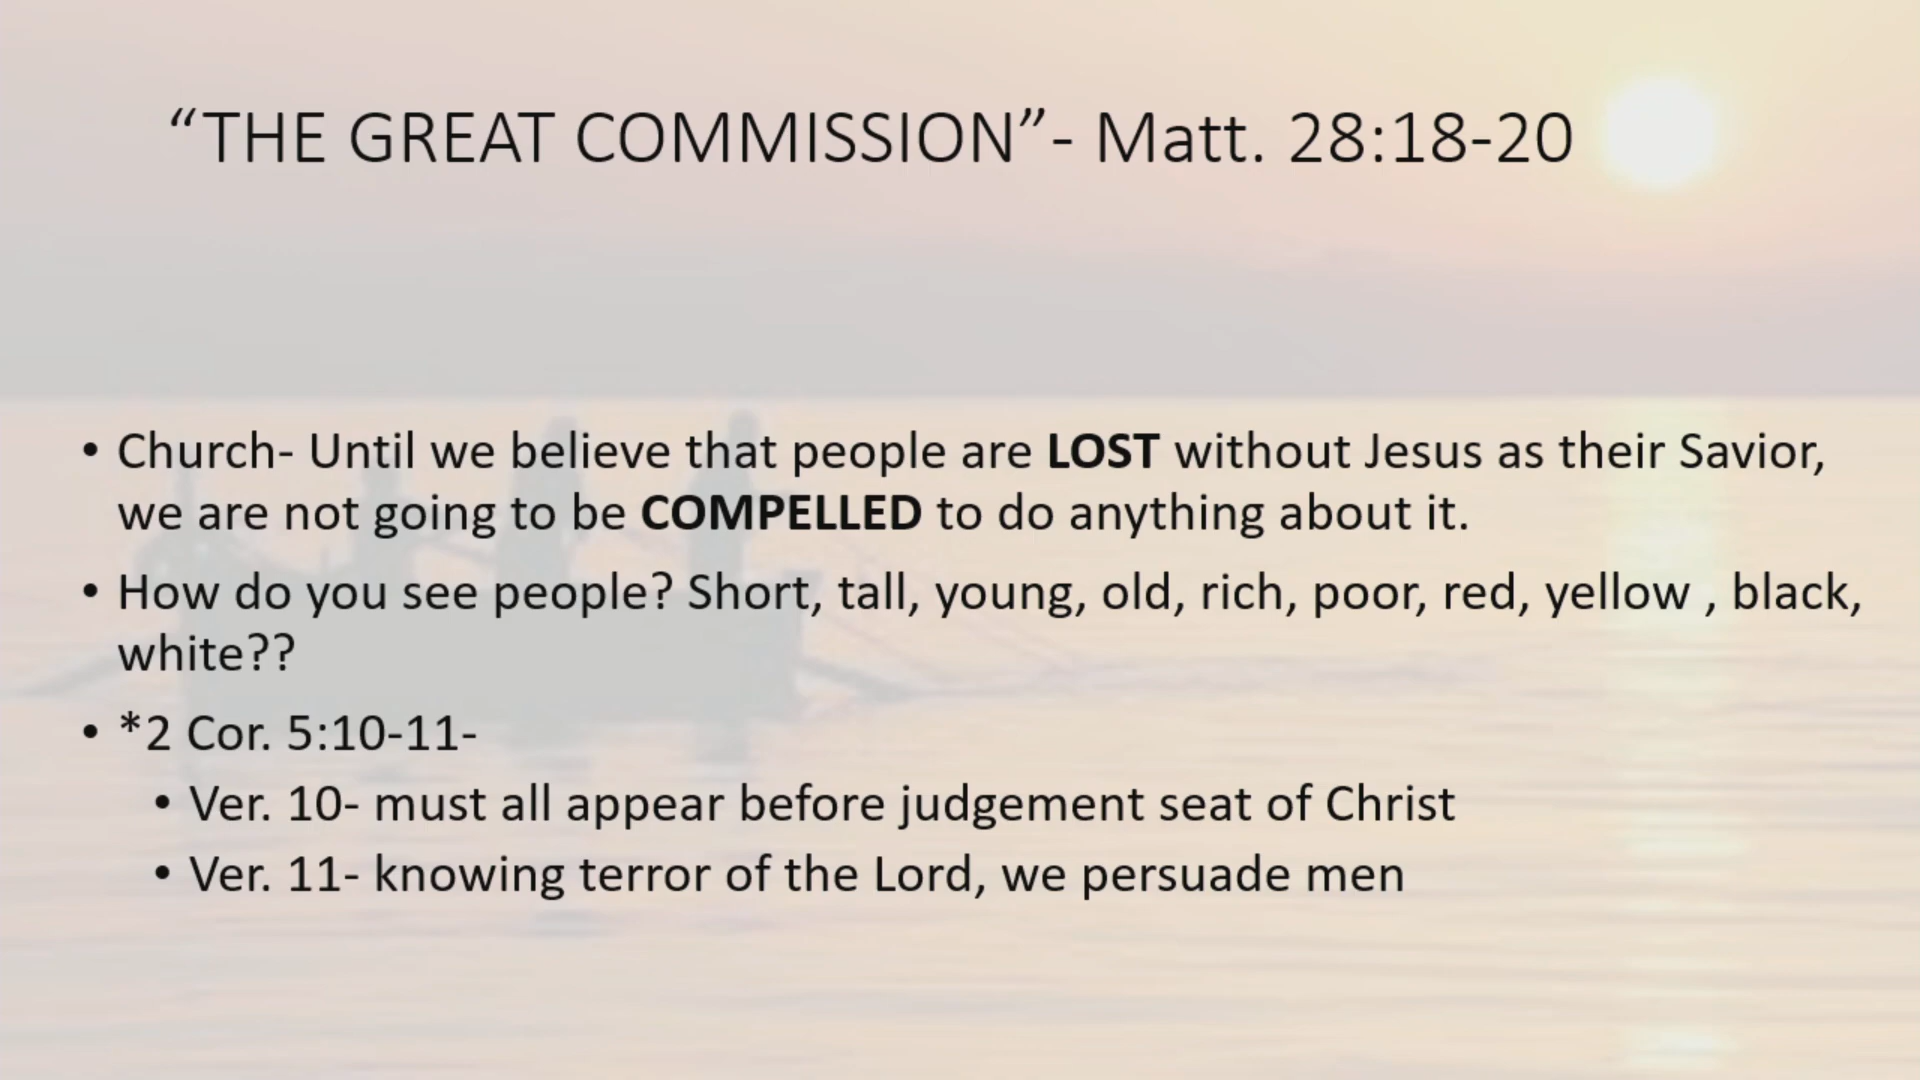 “THE GREAT COMMISSION”- Matt. 28:18-20
• Church- Until we believe that people are LOST without Jesus as their Savior,
we are not going to be COMPELLED to do anything about it.
• How do you see people? Short, tall, young, old, rich, poor, red, yellow , black,
white??
• *2 Cor. 5:10-11-
• Ver. 10- must all appear before judgement seat of Christ
• Ver. 11- knowing terror of the Lord, we persuade men